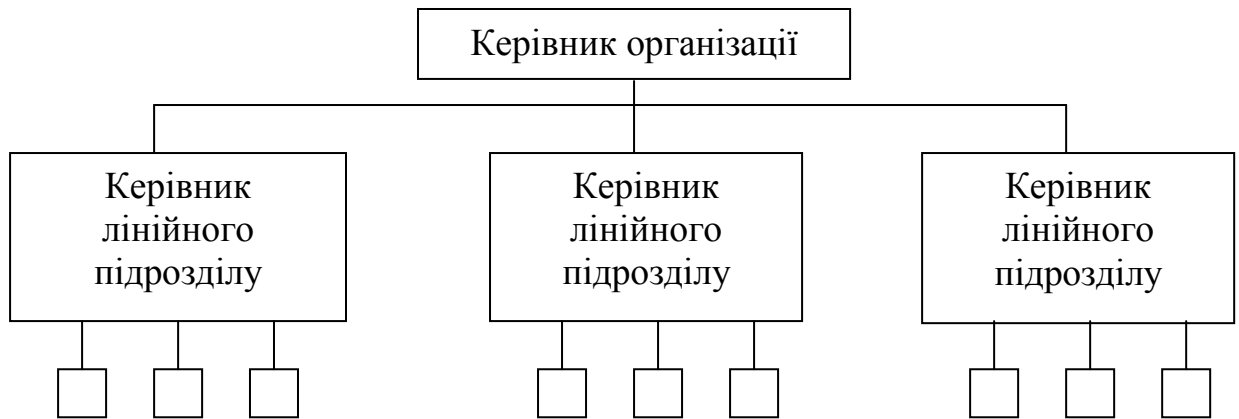 Керівник організації
Керівник
лінійного
підрозділу
Керівник
лінійного
підрозділу
Керівник
лінійного
підрозділу